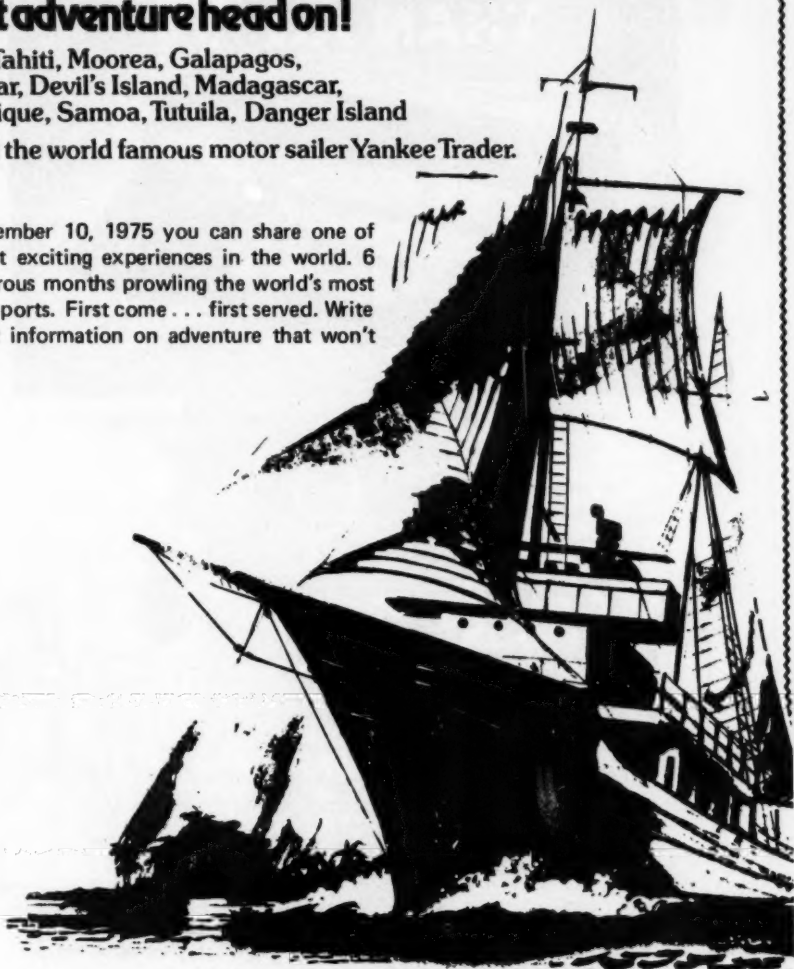 t adventure head on!
ahiti, Moorea, Galapagos,
ar, Devil's Island, Madagascar,
ique, Samoa, Tutuila, Danger Island
the world famous motor sailer Yankee Trader.
ember 10, 1975 you can share one of
t exciting experiences in the world. 6
rous months prowling the world's most
ports. First come . . . first served. Write
information on adventure that won't